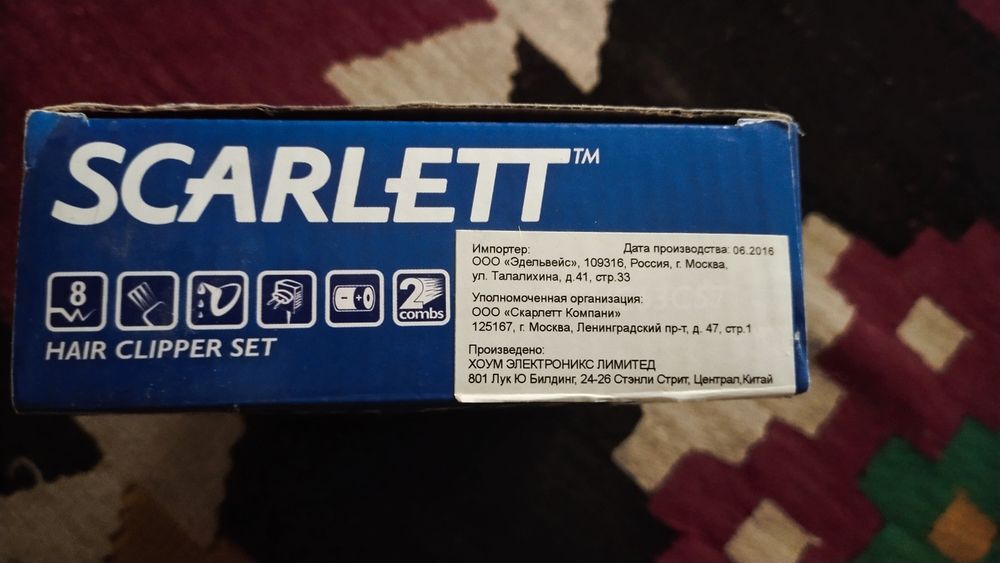 SCARLETT™
8
- +
2
combs
HAIR CLIPPER SET
Импортер: Дата производства: 06.2016
ООО «Эдельвейс», 109316, Россия, г. Москва,
ул. Талалихина, д.41, стр.33
Уполномоченная организация:
ООО «Скарлетт Компани»
125167, г. Москва, Ленинградский пр-т, д. 47, стр.1
Произведено:
ХОУМ ЭЛЕКТРОНИКС ЛИМИТЕД
801 Лук Ю Билдинг, 24-26 Стэнли Стрит, Централ,Китай